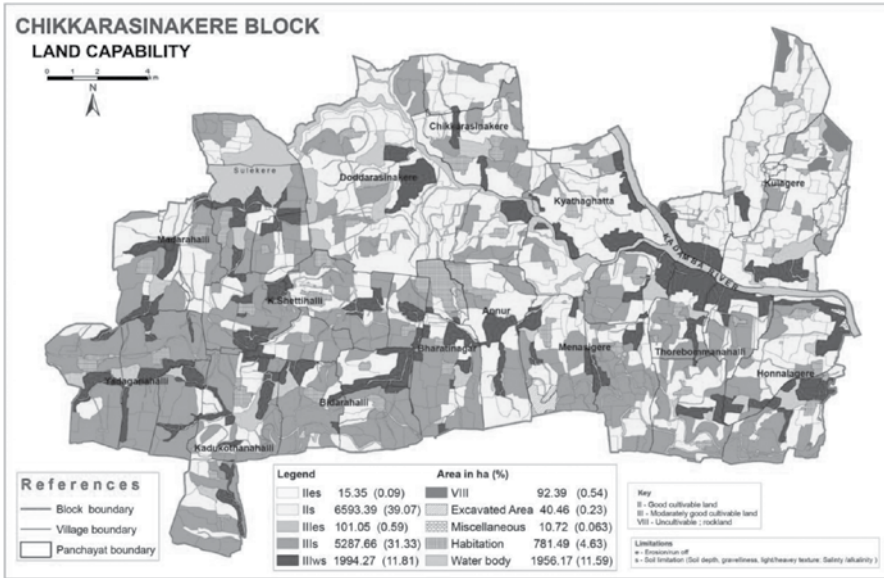 CHIKKARASINAKERE BLOCK
LAND CAPABILITY
0 1 2 4
N
Chikkarasinakere
Sulekere
Doddarasinakere
Kulagere
Kyathaghatta
Madarahalli
KADAMBA RIVER
K.Shettihalli
Annur
Bharatinagar
Menasigere
Thorebommanahalli
Honnalagere
Yadaganahalli
Bidarahalli
Kadukothanahalli
References
Block boundary
Village boundary
Panchayat boundary
Legend Area in ha (%)
IIes 15.35 (0.09) VIII 92.39 (0.54)
IIs 6593.39 (39.07) Excavated Area 40.46 (0.23)
IIIes 101.05 (0.59) Miscellaneous 10.72 (0.063)
IIIs 5287.66 (31.33) Habitation 781.49 (4.63)
IIIws 1994.27 (11.81) Water body 1956.17 (11.59)
Key
II - Good cultivable land
III - Moderately good cultivable land
VIII - Uncultivable ; rockland
Limitations
e - Erosion/run off
s - Soil limitation (Soil depth, gravelliness, light/heavey texture, Salinity /alkalinity )